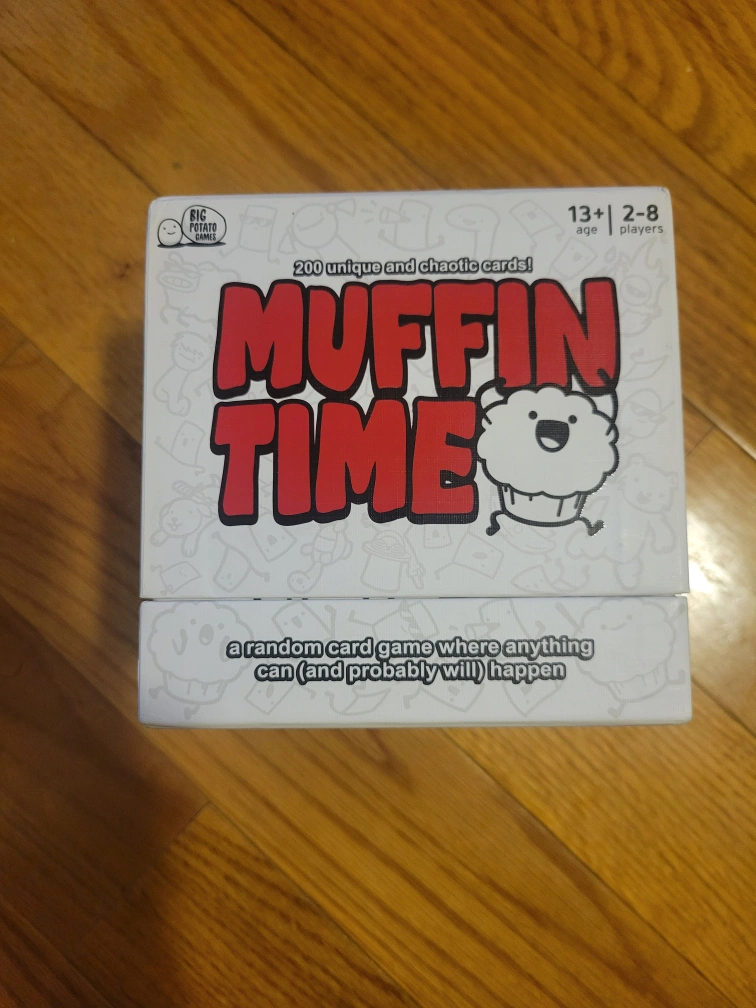 BIG
POTATO
GAMES
13+ 2-8
age players
200 unique and chaotic cards!
MUFFIN
TIME
a random card game where anything
can (and probably will) happen